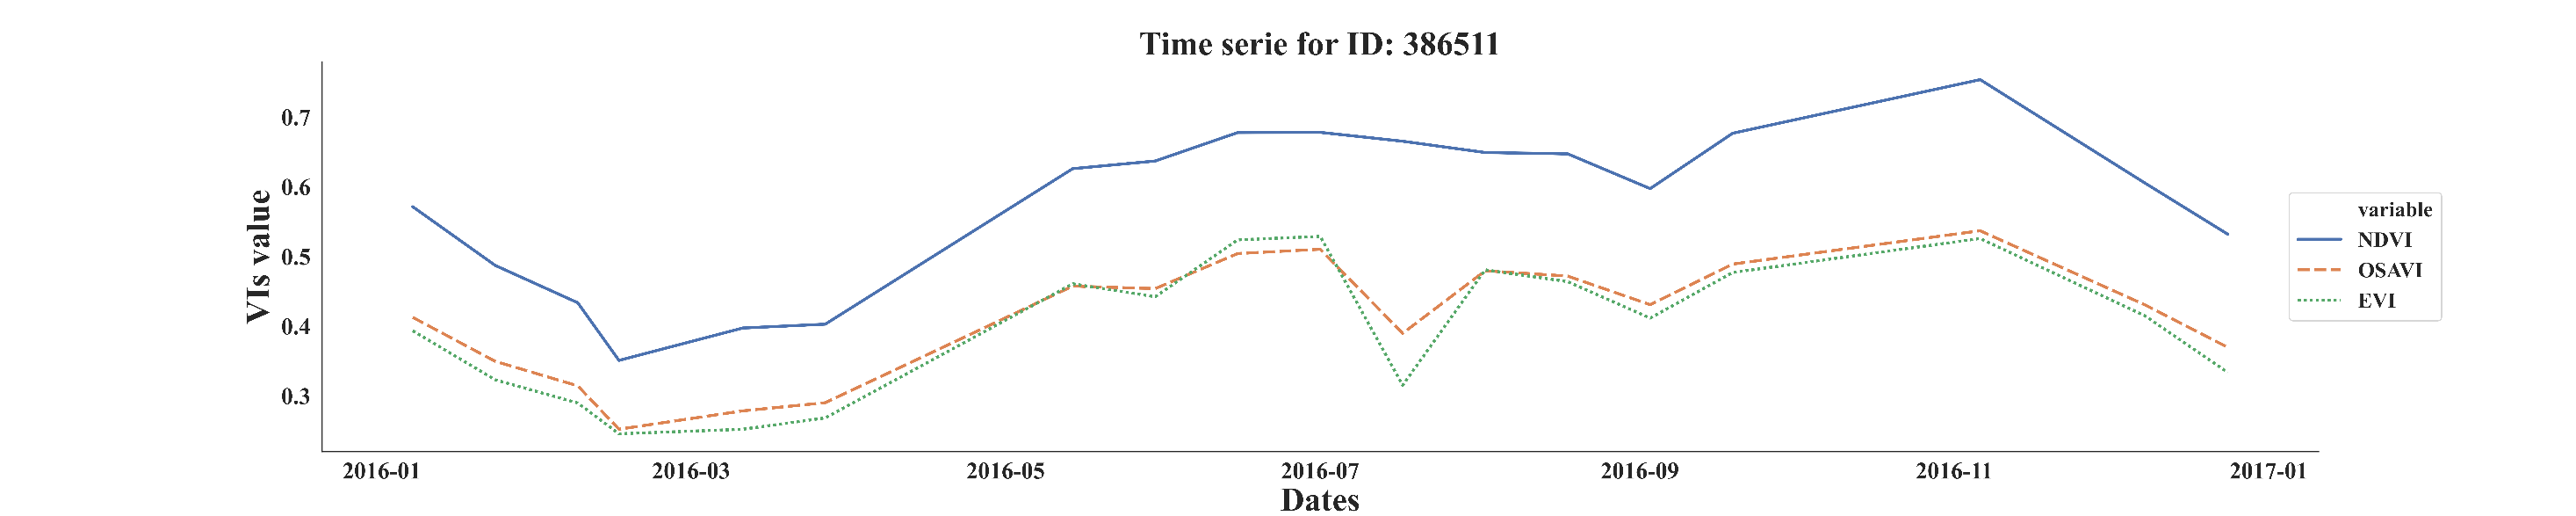 Time serie for ID: 386511
VIs value
0.7
0.6
0.5
0.4
0.3
2016-01 2016-03 2016-05 2016-07 2016-09 2016-11 2017-01
Dates
variable
NDVI
OSAVI
EVI